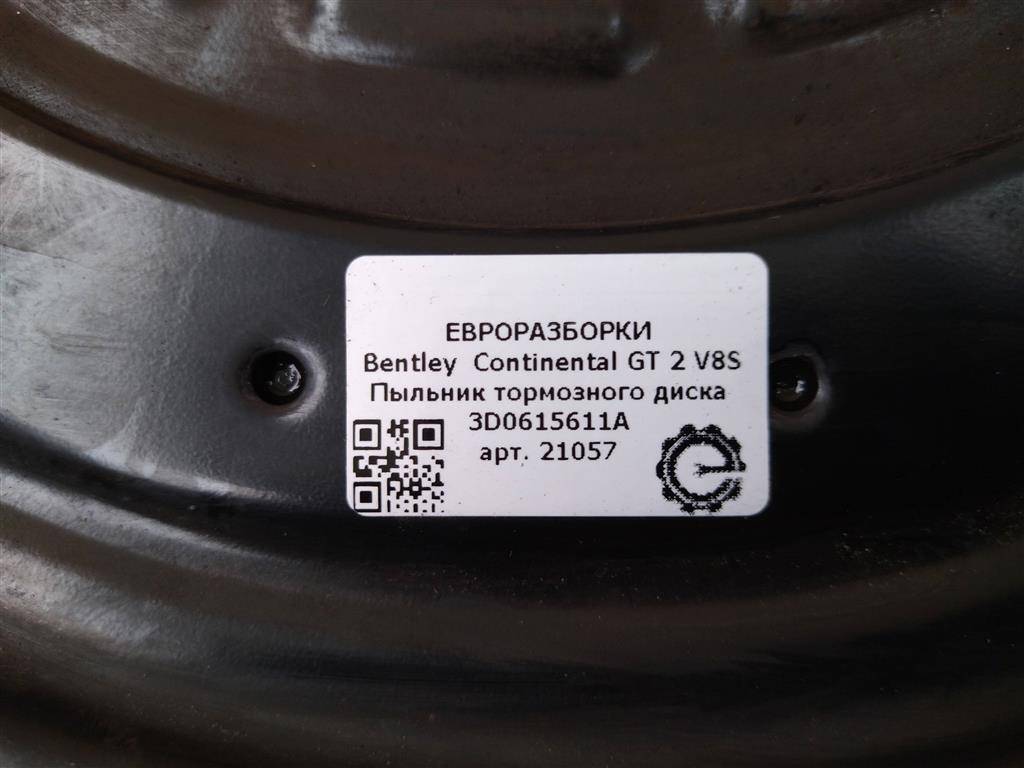 ЕВРОРАЗБОРКИ
Bentley Continental GT 2 V8S
Пыльник тормозного диска
3D0615611A
арт. 21057